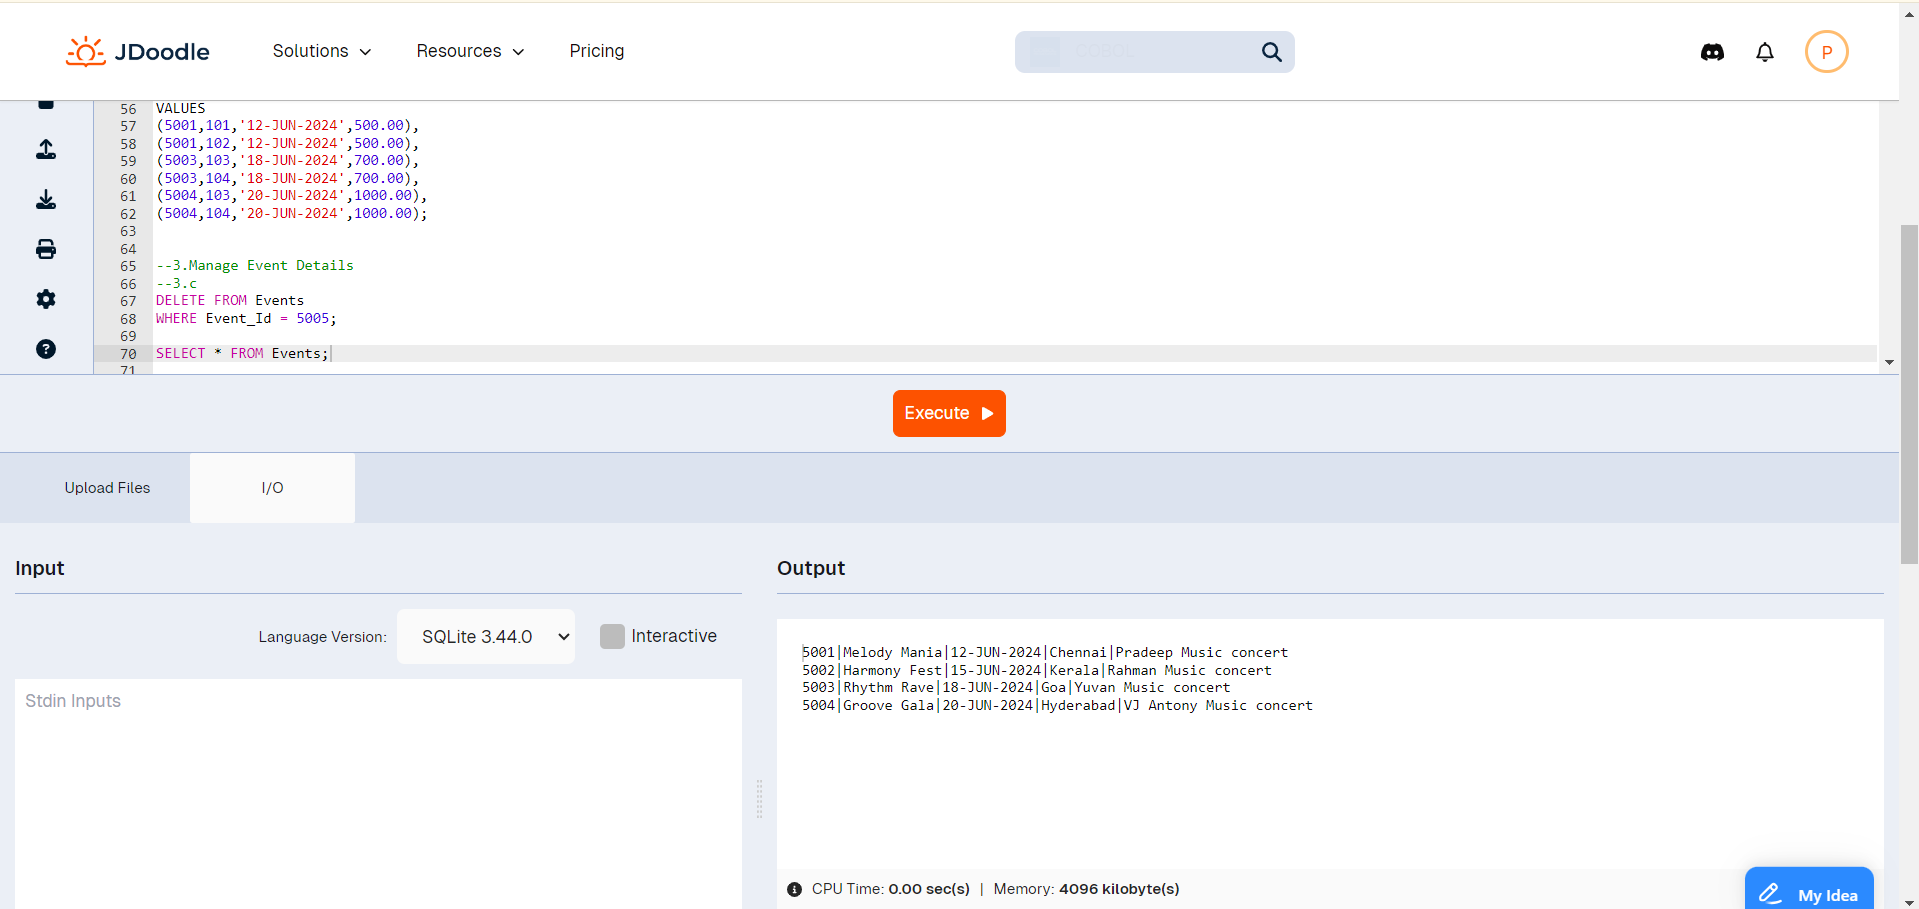 JDoodle
Solutions
Resources
Pricing
P
56 VALUES
57 (5001,101,'12-JUN-2024',500.00),
58 (5001,102,'12-JUN-2024',500.00),
59 (5003,103,'18-JUN-2024',700.00),
60 (5003,104,'18-JUN-2024',700.00),
61 (5004,103,'20-JUN-2024',1000.00),
62 (5004,104,'20-JUN-2024',1000.00);
63
64
65 --3.Manage Event Details
66 --3.c
67 DELETE FROM Events
68 WHERE Event_Id = 5005;
69
70 SELECT * FROM Events;
71
Execute
Upload Files
I/O
Input
Language Version:
SQLite 3.44.0
Interactive
Stdin Inputs
Output
5001|Melody Mania|12-JUN-2024|Chennai|Pradeep Music concert
5002|Harmony Fest|15-JUN-2024|Kerala|Rahman Music concert
5003|Rhythm Rave|18-JUN-2024|Goa|Yuvan Music concert
5004|Groove Gala|20-JUN-2024|Hyderabad|VJ Antony Music concert
CPU Time: 0.00 sec(s) | Memory: 4096 kilobyte(s)
My Idea